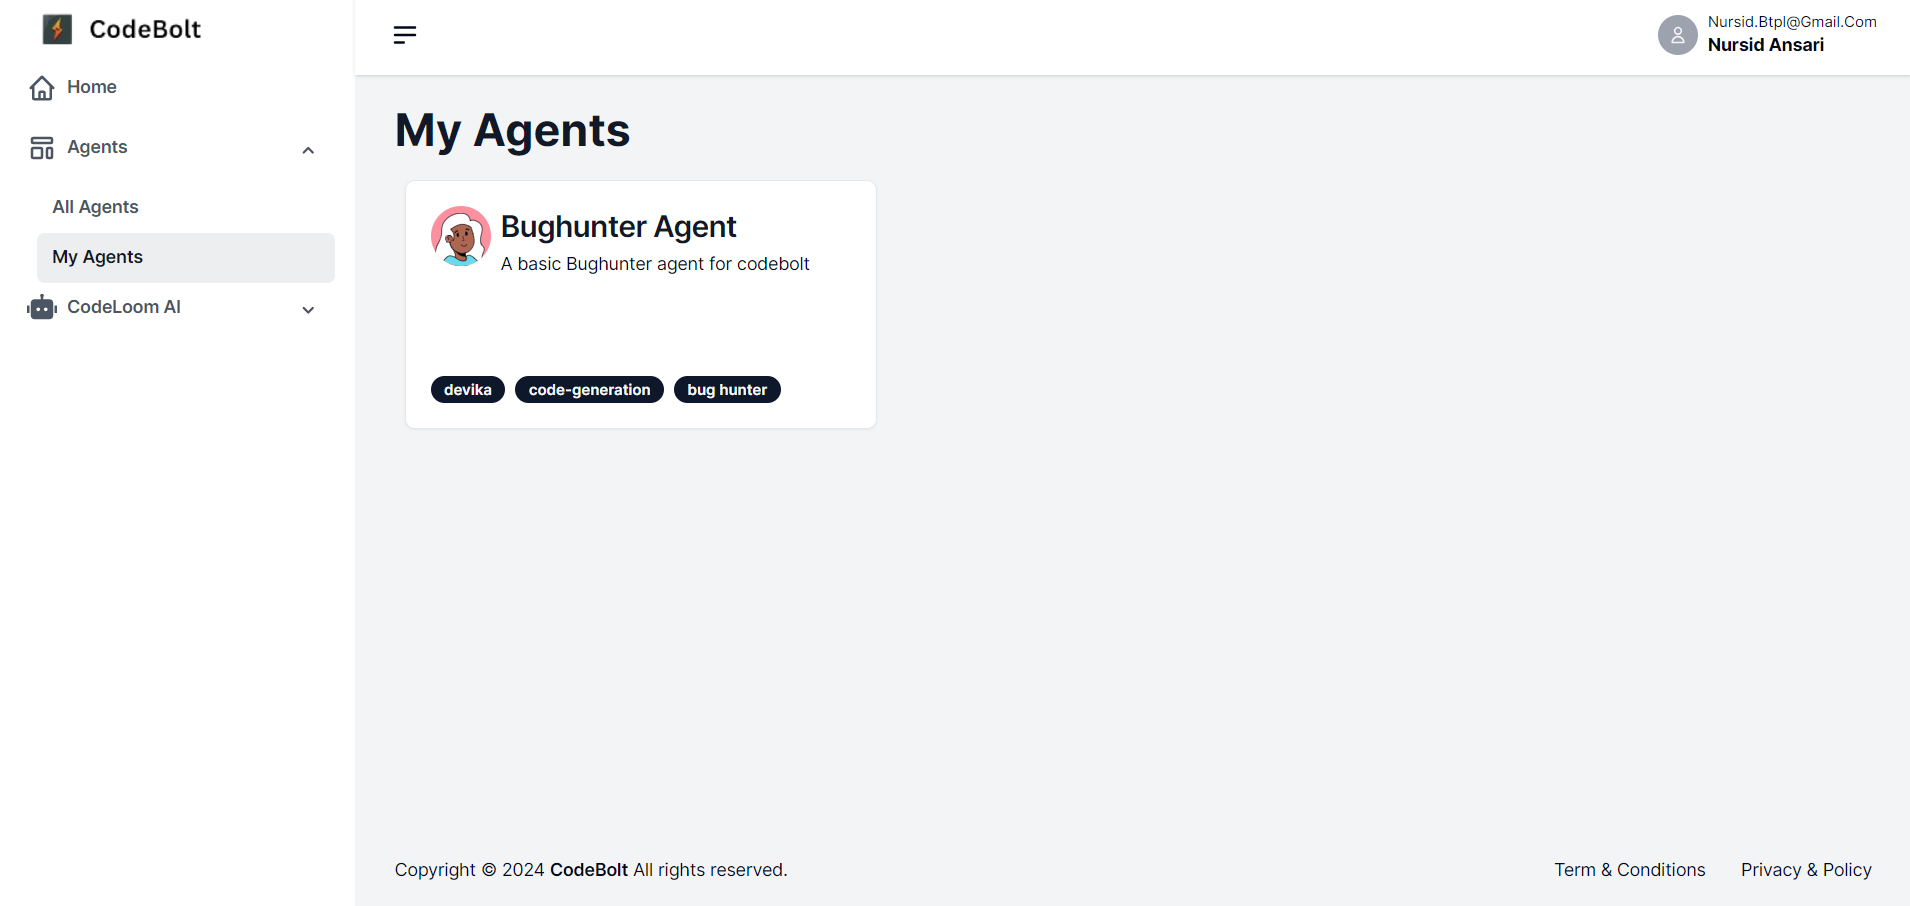 CodeBolt
Home
Agents
All Agents
My Agents
CodeLoom AI
Nursid.Btpl@Gmail.Com
Nursid Ansari
My Agents
Bughunter Agent
A basic Bughunter agent for codebolt
devika code-generation bug hunter
Copyright © 2024 CodeBolt All rights reserved.
Term & Conditions Privacy & Policy